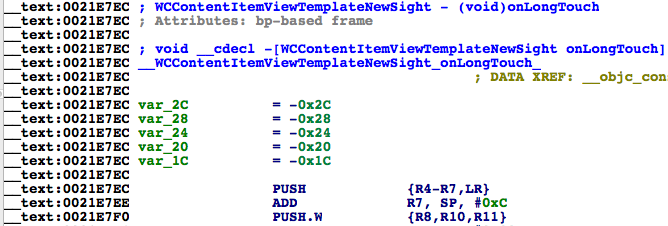 __text:0021E7EC ; WCContentItemViewTemplateNewSight - (void)onLongTouch
__text:0021E7EC ; Attributes: bp-based frame
__text:0021E7EC
__text:0021E7EC ; void __cdecl -[WCContentItemViewTemplateNewSight onLongTouch]
__text:0021E7EC __WCContentItemViewTemplateNewSight_onLongTouch_
__text:0021E7EC ; DATA XREF: __objc_con
__text:0021E7EC
__text:0021E7EC var_2C = -0x2C
__text:0021E7EC var_28 = -0x28
__text:0021E7EC var_24 = -0x24
__text:0021E7EC var_20 = -0x20
__text:0021E7EC var_1C = -0x1C
__text:0021E7EC
__text:0021E7EC PUSH {R4-R7,LR}
__text:0021E7EE ADD R7, SP, #0xC
__text:0021E7F0 PUSH.W {R8,R10,R11}